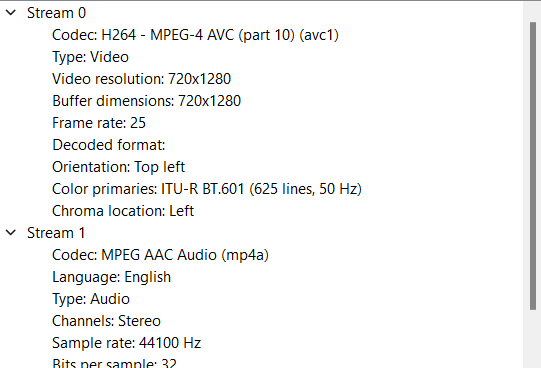 Stream 0
Codec: H264 - MPEG-4 AVC (part 10) (avc1)
Type: Video
Video resolution: 720x1280
Buffer dimensions: 720x1280
Frame rate: 25
Decoded format:
Orientation: Top left
Color primaries: ITU-R BT.601 (625 lines, 50 Hz)
Chroma location: Left
Stream 1
Codec: MPEG AAC Audio (mp4a)
Language: English
Type: Audio
Channels: Stereo
Sample rate: 44100 Hz
Bits per sample: 32